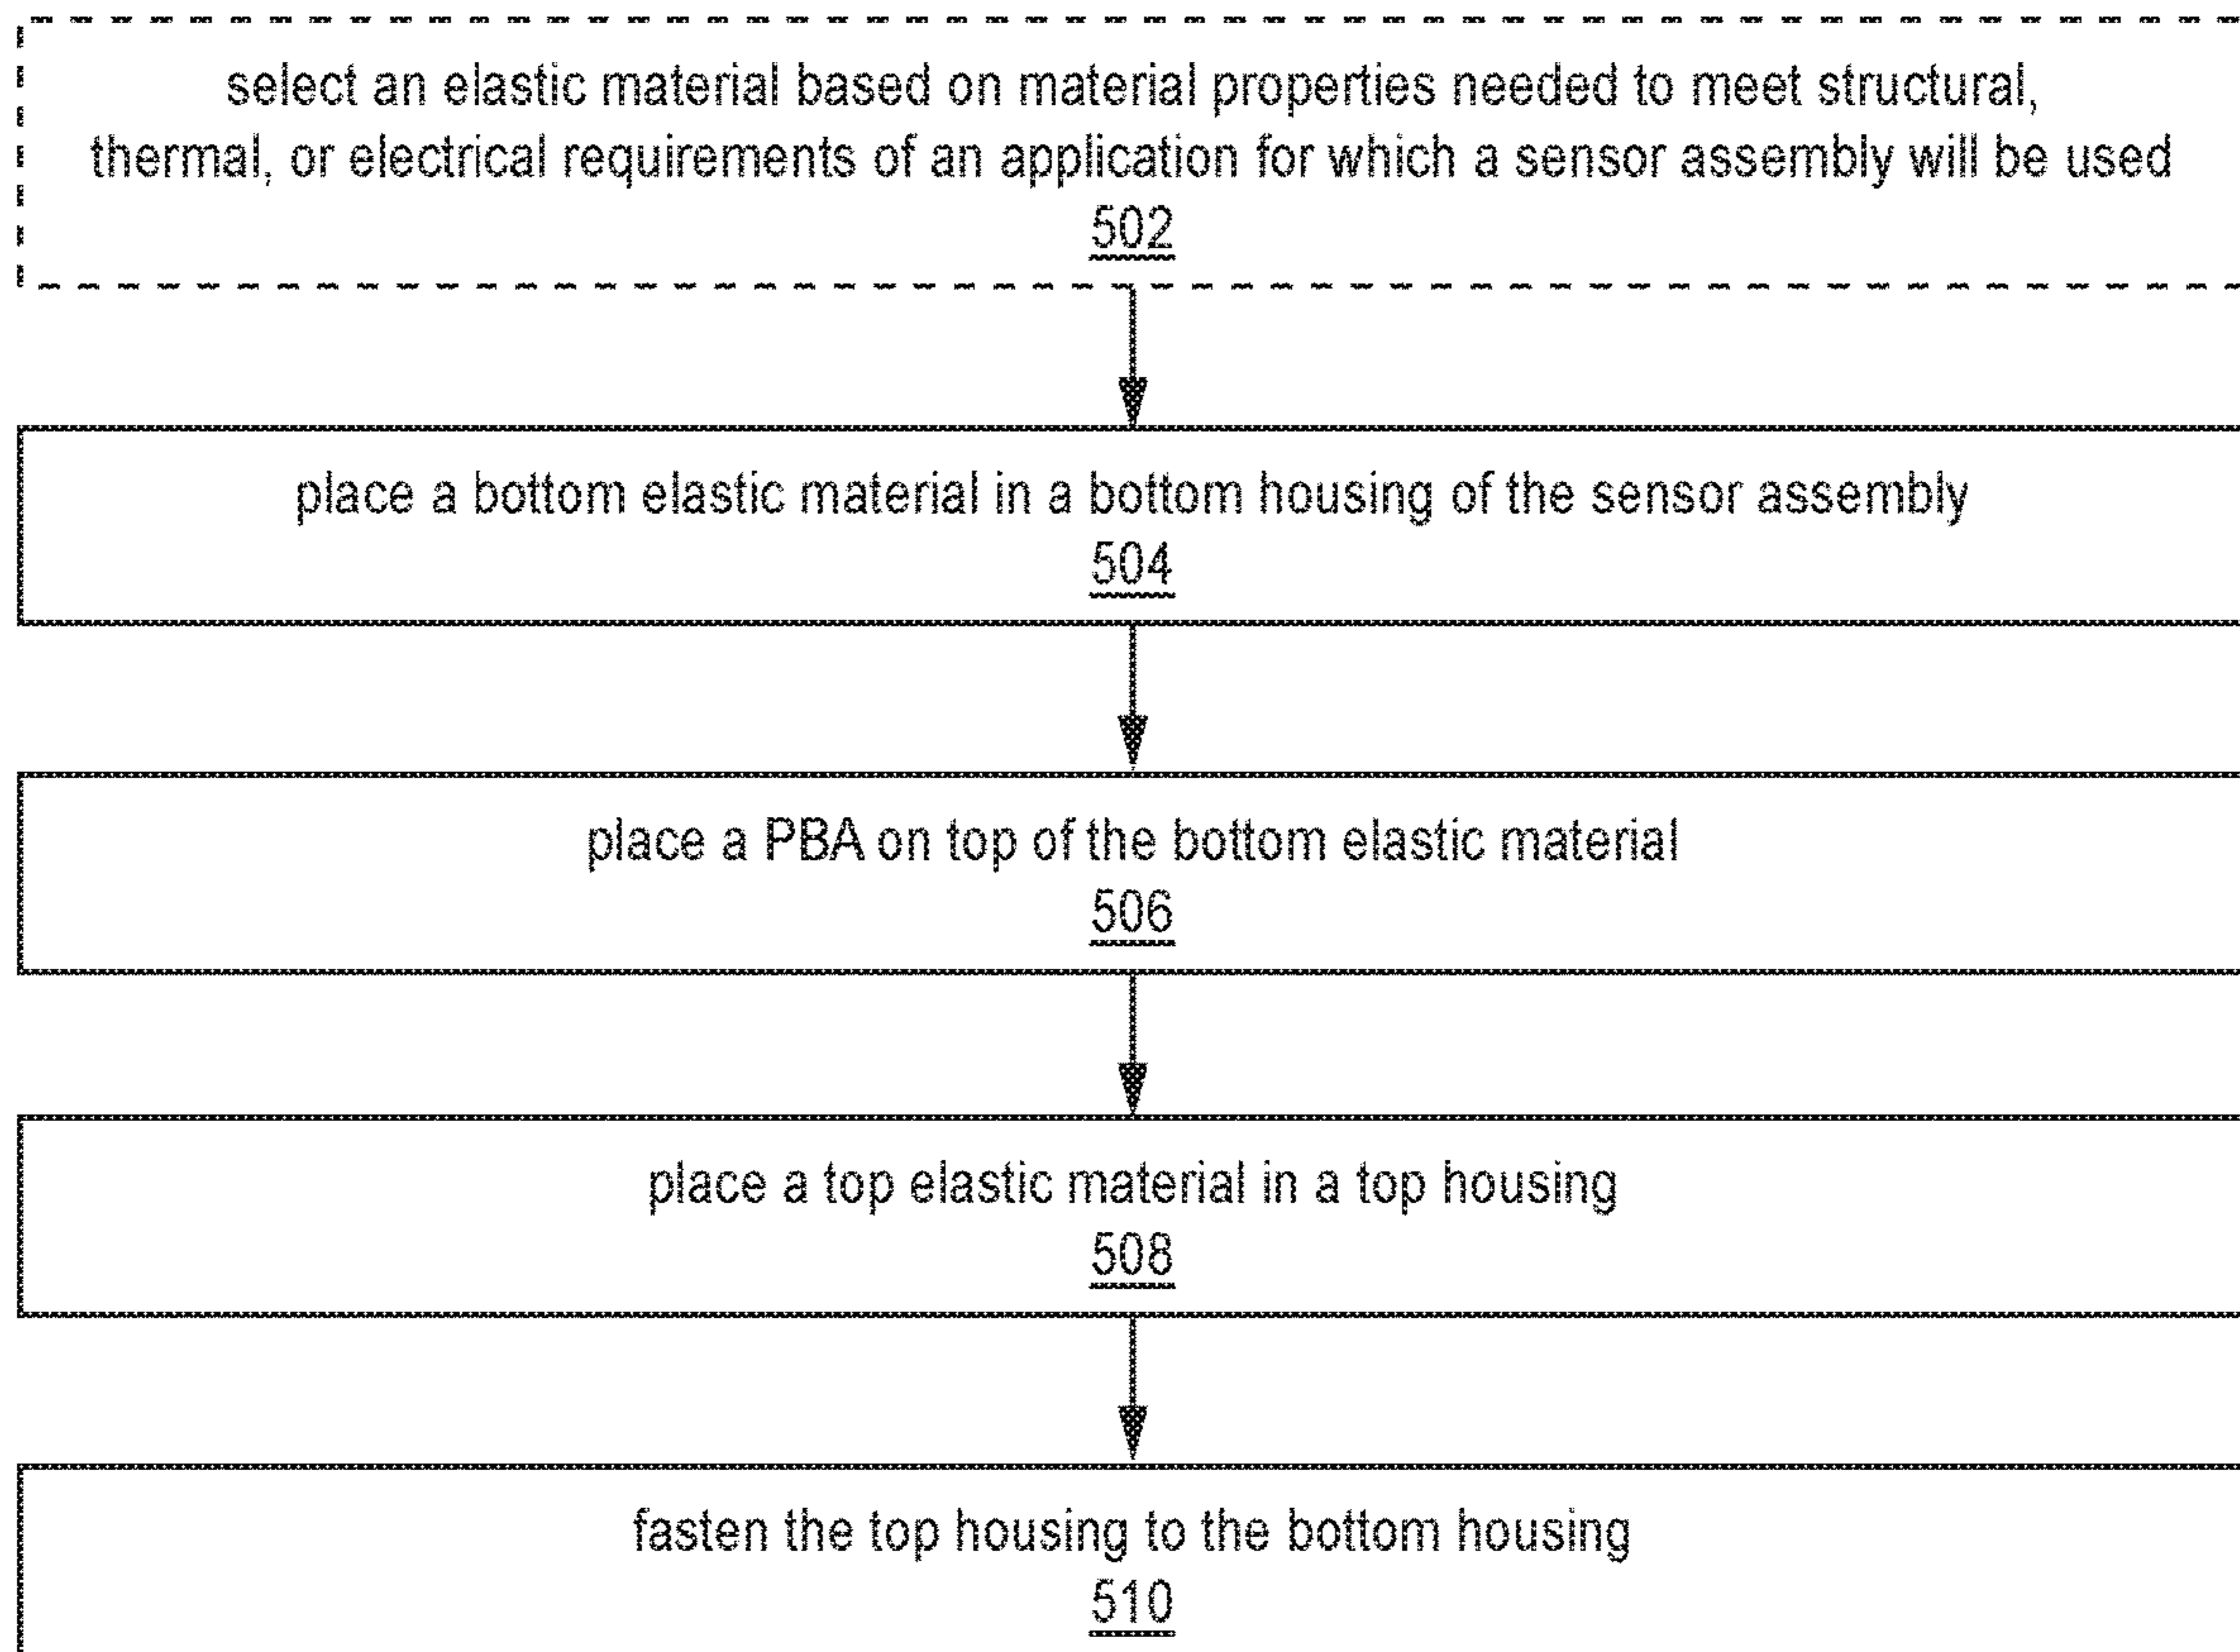 select an elastic material based on material properties needed to meet structural,
thermal, or electrical requirements of an application for which a sensor assembly will be used
502
place a bottom elastic material in a bottom housing of the sensor assembly
504
place a PBA on top of the bottom elastic material
506
place a top elastic material in a top housing
508
fasten the top housing to the bottom housing
510